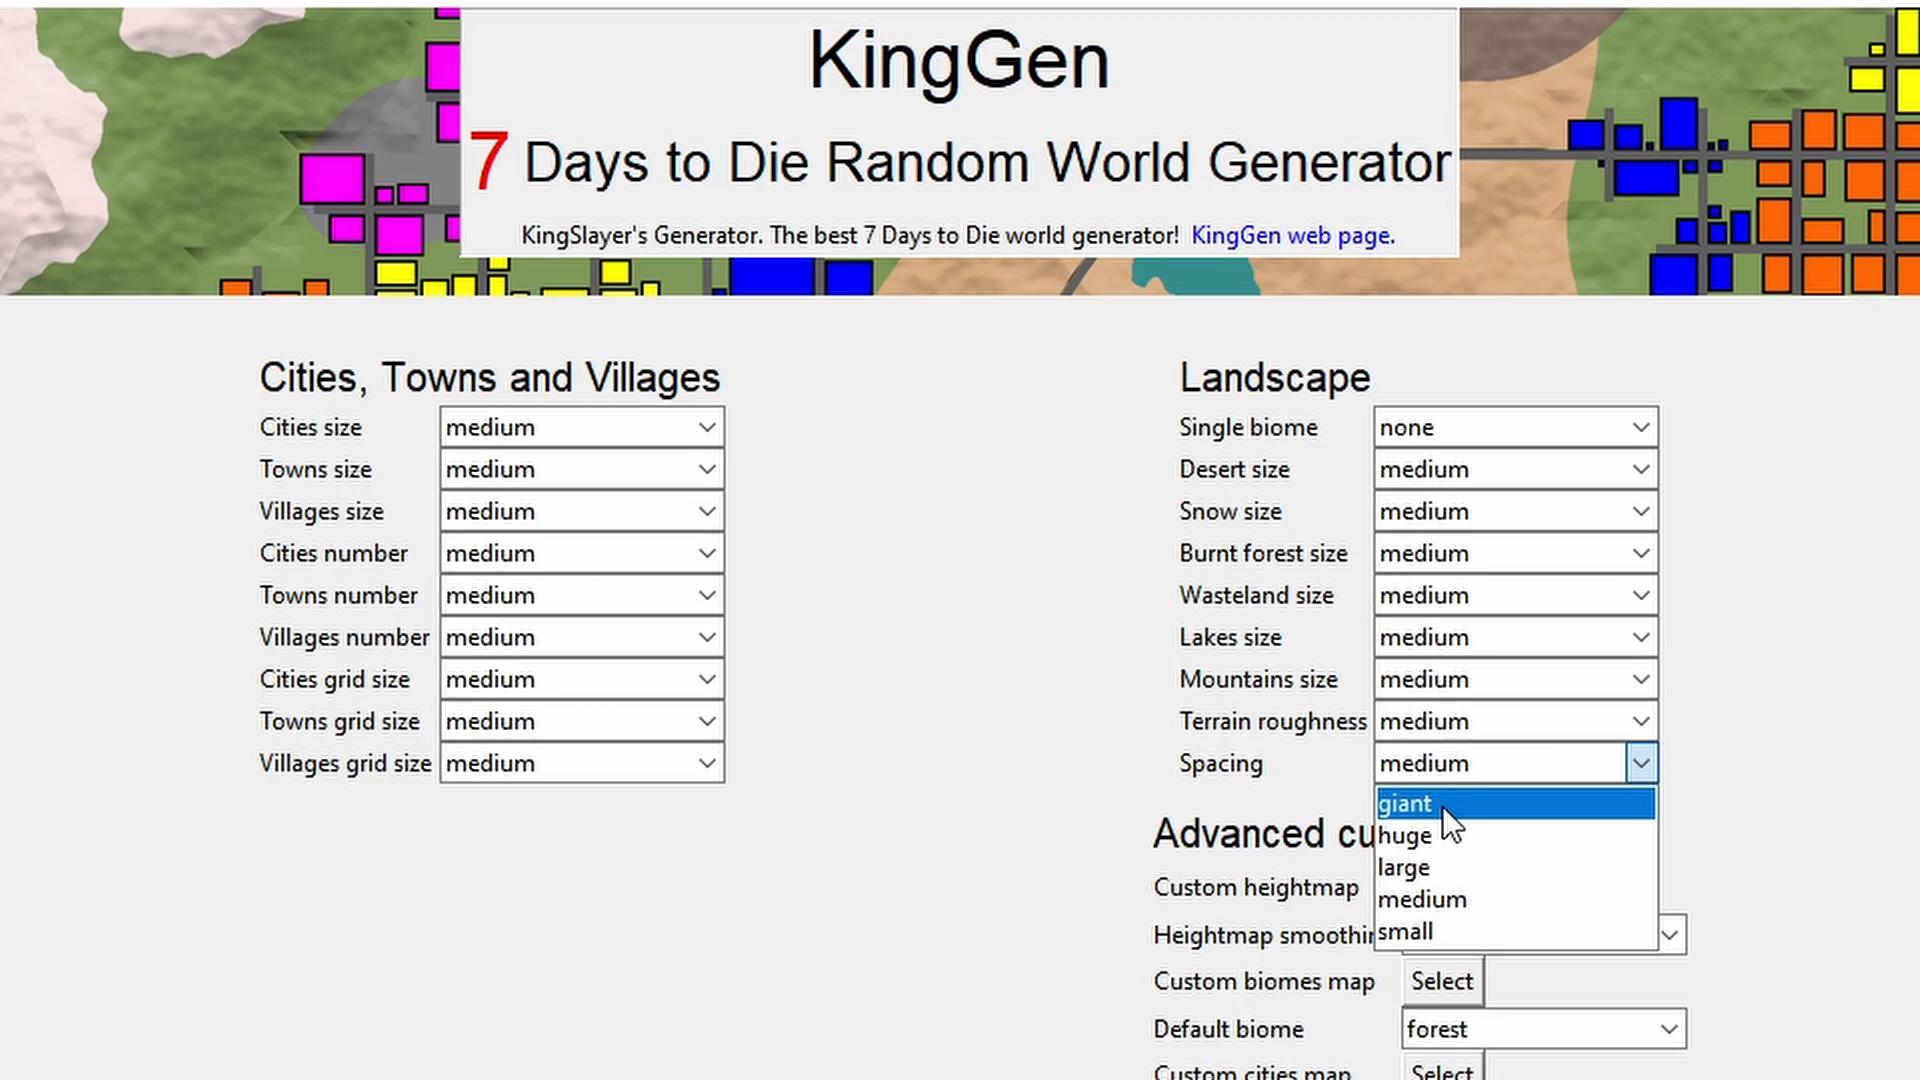 KingGen
7 Days to Die Random World Generator
KingSlayer's Generator. The best 7 Days to Die world generator! KingGen web page.
Cities, Towns and Villages
Cities size medium
Towns size medium
Villages size medium
Cities number medium
Towns number medium
Villages number medium
Cities grid size medium
Towns grid size medium
Villages grid size medium
Landscape
Single biome none
Desert size medium
Snow size medium
Burnt forest size medium
Wasteland size medium
Lakes size medium
Mountains size medium
Terrain roughness medium
Spacing medium
giant
huge
large
medium
small
Advanced cu
Custom heightmap
Heightmap smoothin
Custom biomes map Select
Default biome forest
Custom cities map Select